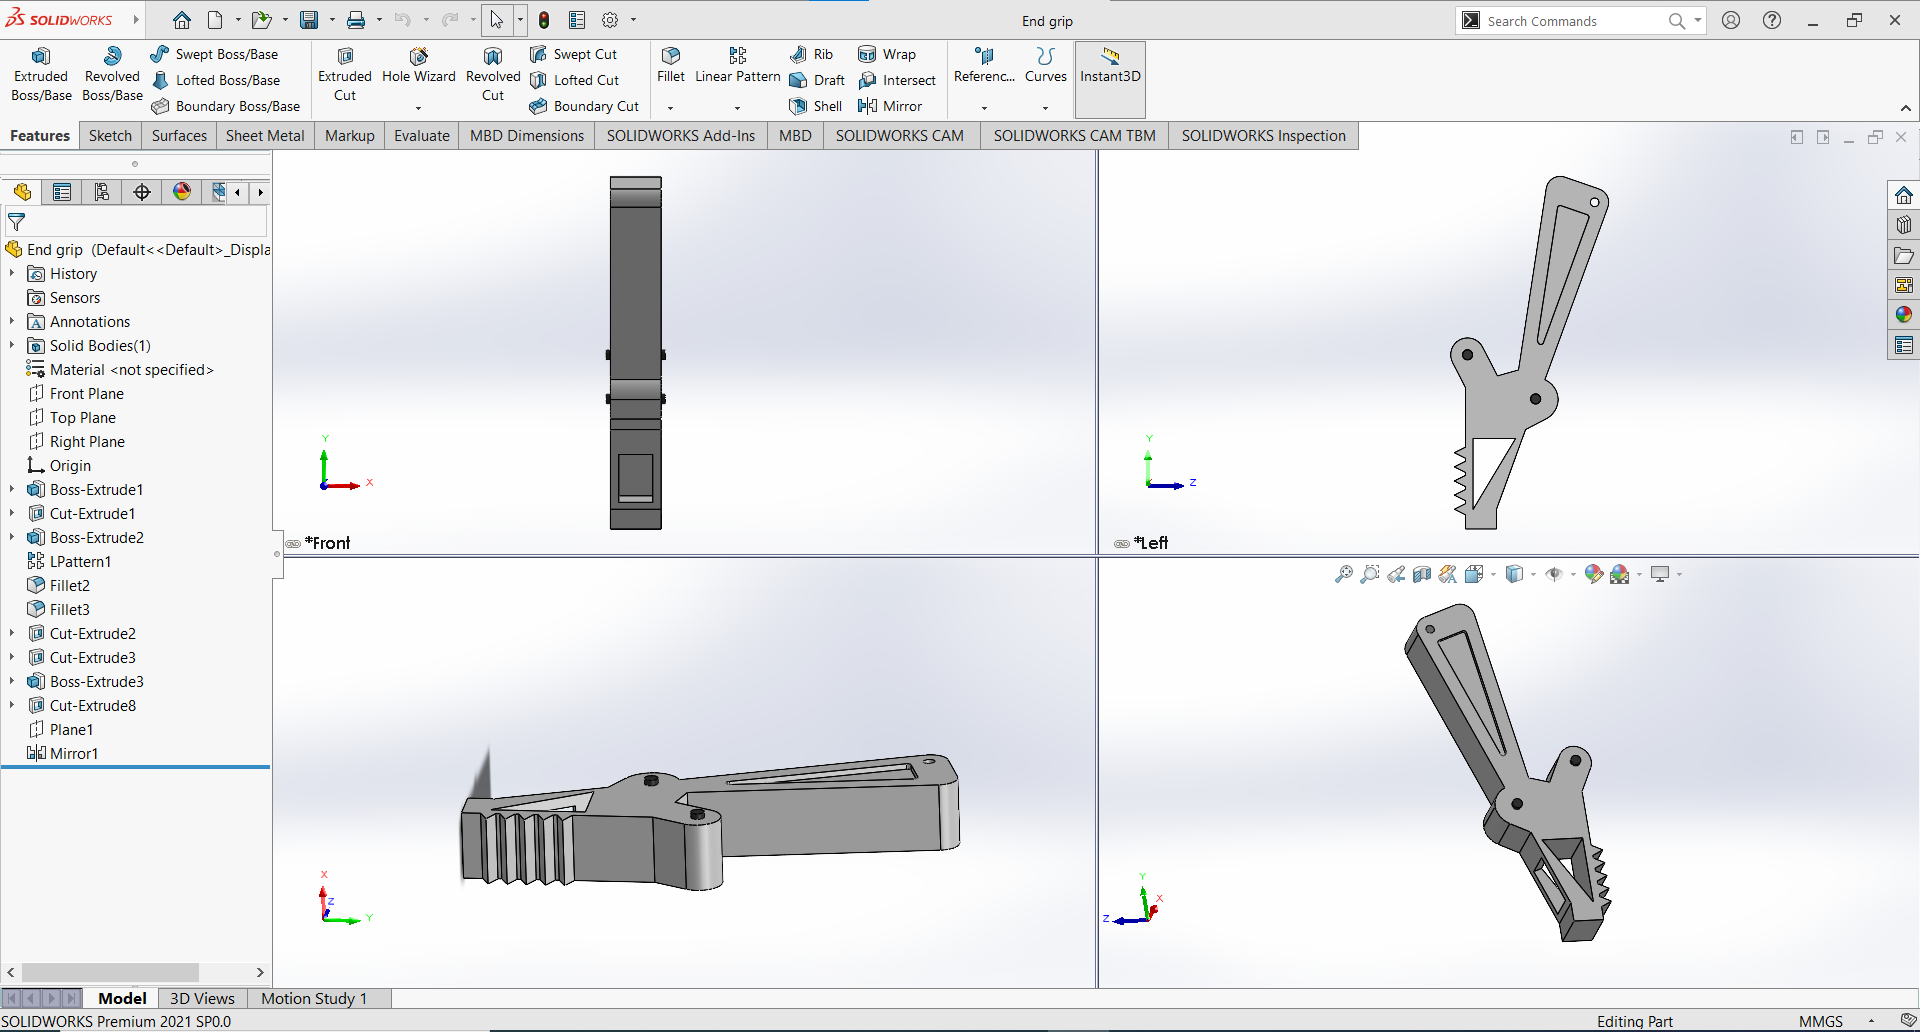 SOLIDWORKS
End grip
Search Commands
Extruded Boss/Base
Revolved Boss/Base
Swept Boss/Base
Lofted Boss/Base
Boundary Boss/Base
Extruded Cut
Hole Wizard
Revolved Cut
Swept Cut
Lofted Cut
Boundary Cut
Fillet
Linear Pattern
Rib
Draft
Shell
Wrap
Intersect
Mirror
Referenc...
Curves
Instant3D
Features
Sketch
Surfaces
Sheet Metal
Markup
Evaluate
MBD Dimensions
SOLIDWORKS Add-Ins
MBD
SOLIDWORKS CAM
SOLIDWORKS CAM TBM
SOLIDWORKS Inspection
End grip (Default<<Default>_Displa
History
Sensors
Annotations
Solid Bodies(1)
Material <not specified>
Front Plane
Top Plane
Right Plane
Origin
Boss-Extrude1
Cut-Extrude1
Boss-Extrude2
LPattern1
Fillet2
Fillet3
Cut-Extrude2
Cut-Extrude3
Boss-Extrude3
Cut-Extrude8
Plane1
Mirror1
Y
X
*Front
Y
Z
*Left
X
Z
Y
Y
X
Z
Model
3D Views
Motion Study 1
SOLIDWORKS Premium 2021 SP0.0
Editing Part
MMGS